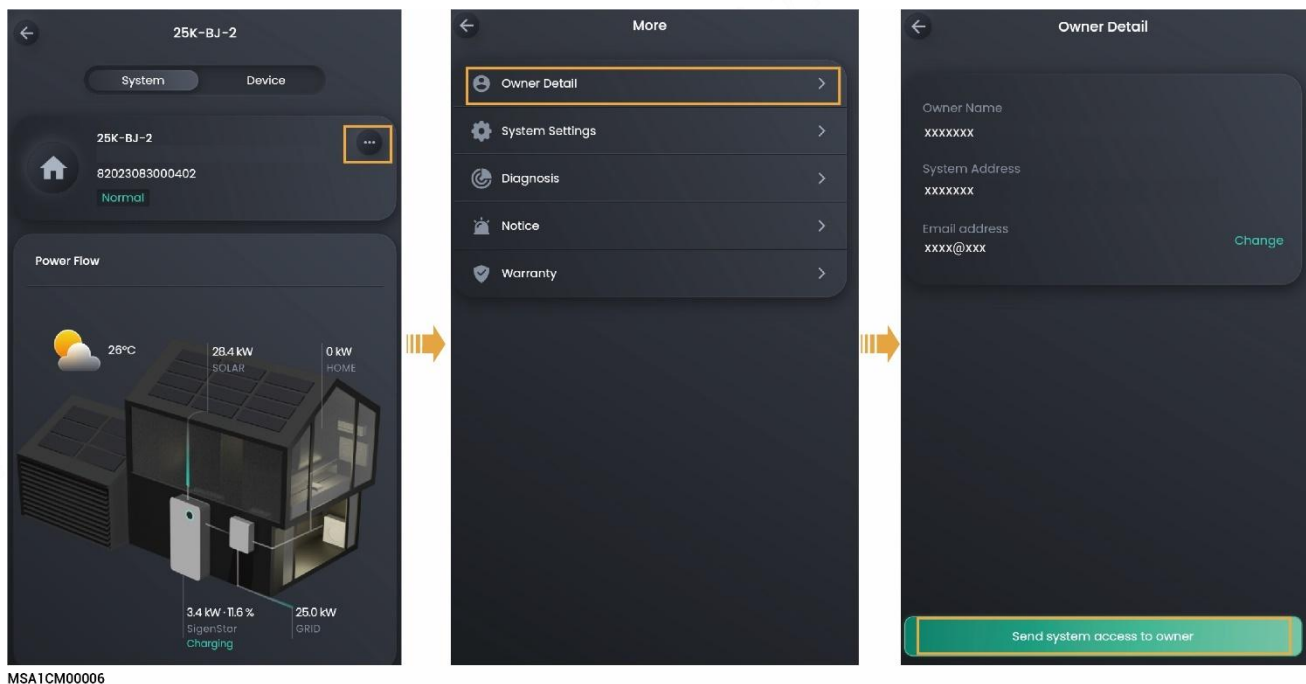 25K-BJ-2
System Device
25K-BJ-2
...
82023083000402
Normal
Power Flow
26°C
28.4 kW
SOLAR
0 kW
HOME
3.4 kW · 11.6 %
SigenStor
Charging
25.0 kW
GRID
More
Owner Detail
System Settings
Diagnosis
Notice
Warranty
Owner Detail
Owner Name
xxxxxxx
System Address
xxxxxxx
Email address
xxxx@xxx
Change
Send system access to owner
MSA1CM00006